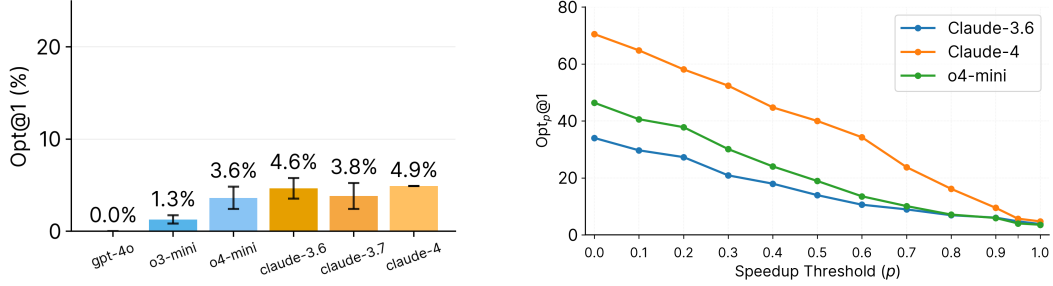 Opt@1 (%)
20
10
0
0.0%
1.3%
3.6%
4.6%
3.8%
4.9%
gpt-4o
o3-mini
o4-mini
claude-3.6
claude-3.7
claude-4
Optₚ@1
80
60
40
20
0
Claude-3.6
Claude-4
o4-mini
0.0 0.1 0.2 0.3 0.4 0.5 0.6 0.7 0.8 0.9 1.0
Speedup Threshold (p)